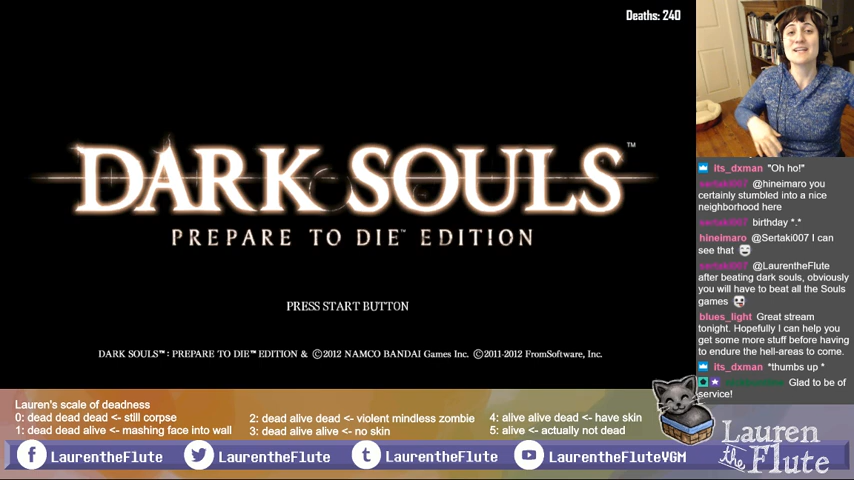 Deaths: 240
DARK SOULS™
PREPARE TO DIE™ EDITION
PRESS START BUTTON
DARK SOULS™: PREPARE TO DIE™ EDITION & ©2012 NAMCO BANDAI Games Inc. ©2011-2012 FromSoftware, Inc.
its_dxman "Oh ho!"
sertaki007 @hineimaro you
certainly stumbled into a nice
neighborhood here
sertaki007 birthday *.*
hineimaro @Sertaki007 I can
see that
sertaki007 @LaurentheFlute
after beating dark souls, obviously
you will have to beat all the Souls
games
blues_light Great stream
tonight. Hopefully I can help you
get some more stuff before having
to endure the hell-areas to come.
its_dxman *thumbs up *
Glad to be of
service!
Lauren's scale of deadness
0: dead dead dead <- still corpse
1: dead dead alive <- mashing face into wall
2: dead alive dead <- violent mindless zombie
3: dead alive alive <- no skin
4: alive alive dead <- have skin
5: alive <- actually not dead
LaurentheFlute
LaurentheFlute
LaurentheFlute
LaurentheFluteVGM
Lauren
the Flute